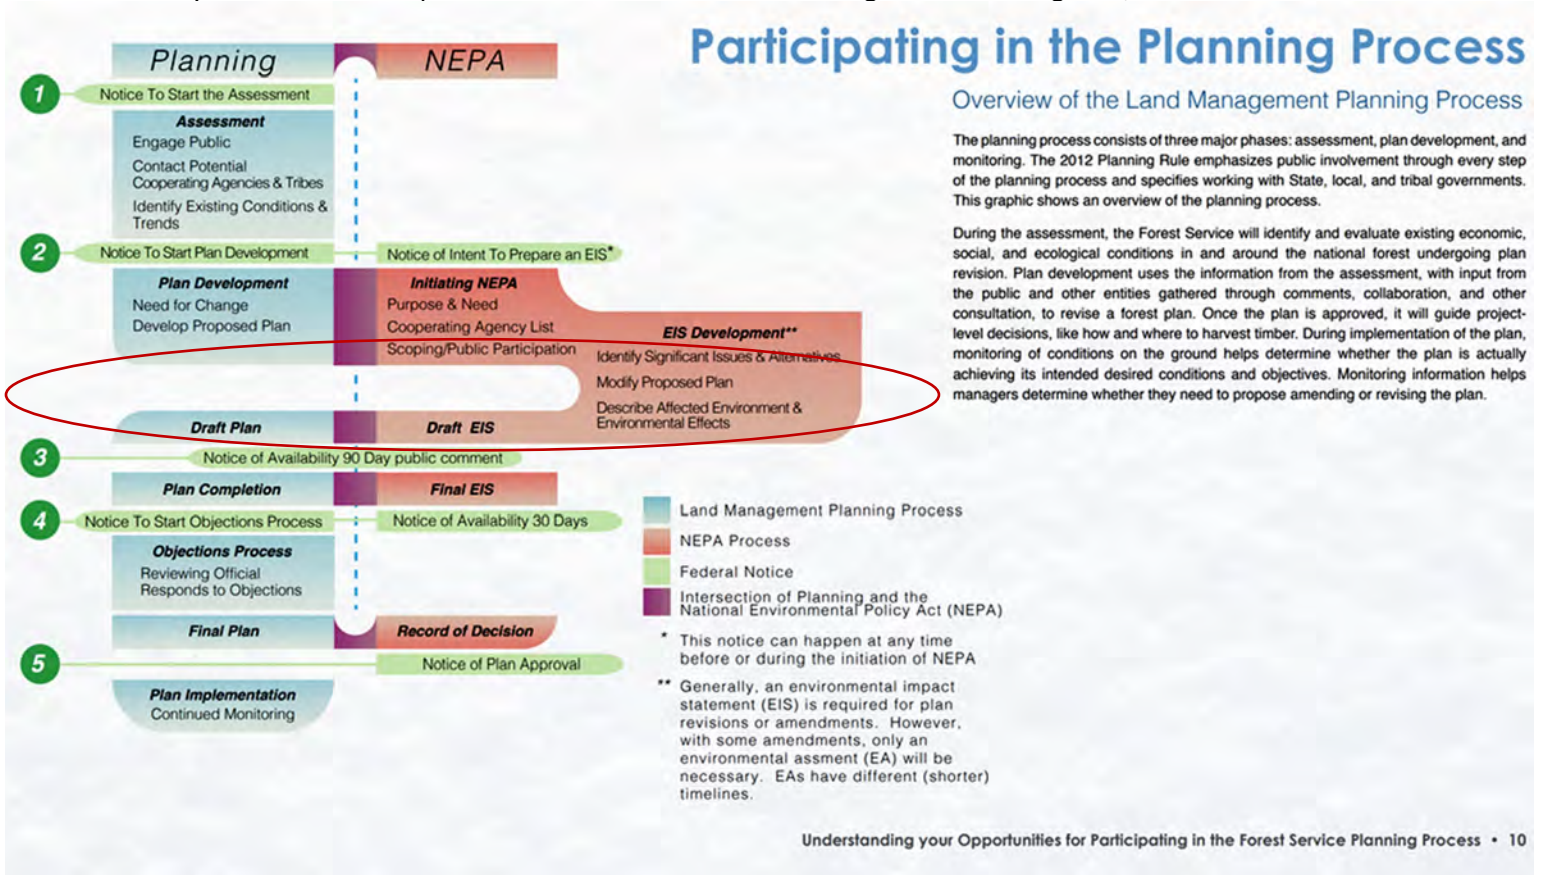 Participating in the Planning Process
Overview of the Land Management Planning Process
The planning process consists of three major phases: assessment, plan development, and
monitoring. The 2012 Planning Rule emphasizes public involvement through every step
of the planning process and specifies working with State, local, and tribal governments.
This graphic shows an overview of the planning process.
During the assessment, the Forest Service will identify and evaluate existing economic,
social, and ecological conditions in and around the national forest undergoing plan
revision. Plan development uses the information from the assessment, with input from
the public and other entities gathered through comments, collaboration, and other
consultation, to revise a forest plan. Once the plan is approved, it will guide project-
level decisions, like how and where to harvest timber. During implementation of the plan,
monitoring of conditions on the ground helps determine whether the plan is actually
achieving its intended desired conditions and objectives. Monitoring information helps
managers determine whether they need to propose amending or revising the plan.
Planning
NEPA
1
Notice To Start the Assessment
Assessment
Engage Public
Contact Potential
Cooperating Agencies & Tribes
Identify Existing Conditions &
Trends
2
Notice To Start Plan Development
Notice of Intent To Prepare an EIS*
Plan Development
Need for Change
Develop Proposed Plan
Initiating NEPA
Purpose & Need
Cooperating Agency List
Scoping/Public Participation
EIS Development**
Identify Significant Issues & Alternatives
Modify Proposed Plan
Describe Affected Environment &
Environmental Effects
Draft Plan
Draft EIS
3
Notice of Availability 90 Day public comment
Plan Completion
Final EIS
4
Notice To Start Objections Process
Notice of Availability 30 Days
Objections Process
Reviewing Official
Responds to Objections
Final Plan
Record of Decision
5
Notice of Plan Approval
Plan Implementation
Continued Monitoring
Land Management Planning Process
NEPA Process
Federal Notice
Intersection of Planning and the
National Environmental Policy Act (NEPA)
* This notice can happen at any time
before or during the initiation of NEPA
** Generally, an environmental impact
statement (EIS) is required for plan
revisions or amendments. However,
with some amendments, only an
environmental assment (EA) will be
necessary. EAs have different (shorter)
timelines.
Understanding your Opportunities for Participating in the Forest Service Planning Process • 10